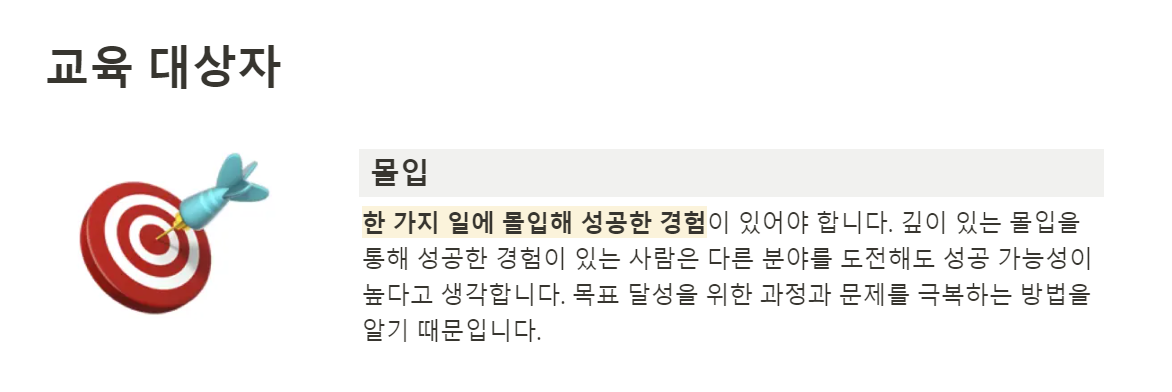 교육 대상자
몰입
한 가지 일에 몰입해 성공한 경험이 있어야 합니다. 깊이 있는 몰입을
통해 성공한 경험이 있는 사람은 다른 분야를 도전해도 성공 가능성이
높다고 생각합니다. 목표 달성을 위한 과정과 문제를 극복하는 방법을
알기 때문입니다.